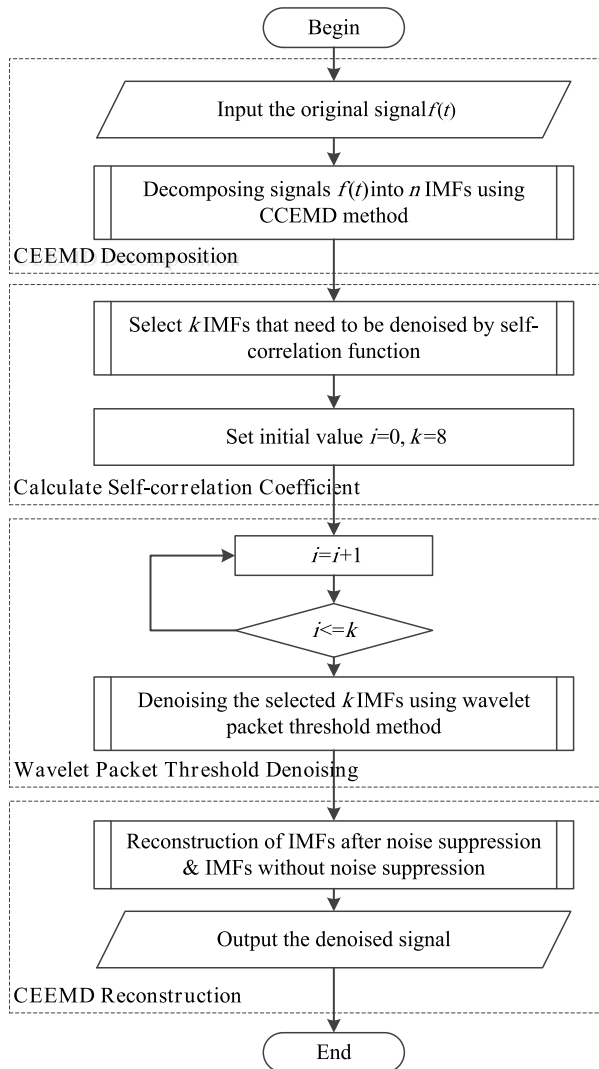 Begin
Input the original signal f(t)
Decomposing signals f(t) into n IMFs using
CCEMD method
CEEMD Decomposition
Select k IMFs that need to be denoised by self-
correlation function
Set initial value i=0, k=8
Calculate Self-correlation Coefficient
i=i+1
i<=k
Denoising the selected k IMFs using wavelet
packet threshold method
Wavelet Packet Threshold Denoising
Reconstruction of IMFs after noise suppression
& IMFs without noise suppression
Output the denoised signal
CEEMD Reconstruction
End